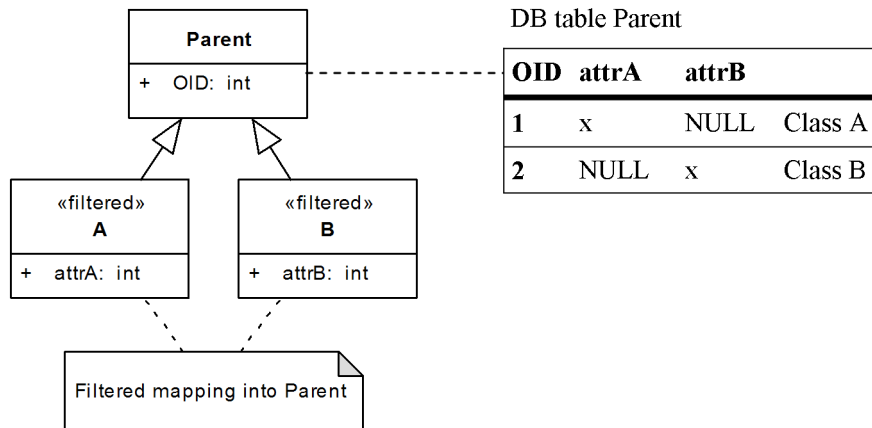 Parent
+ OID: int
«filtered»
A
+ attrA: int
«filtered»
B
+ attrB: int
Filtered mapping into Parent
DB table Parent
OID attrA attrB
1 x NULL Class A
2 NULL x Class B